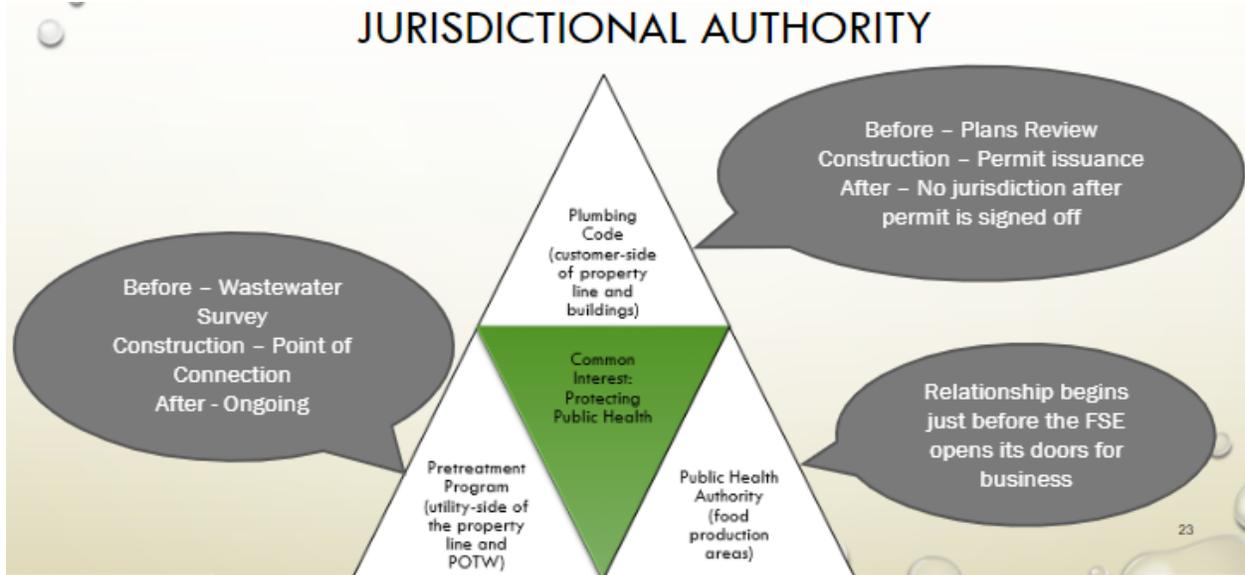 JURISDICTIONAL AUTHORITY
Before – Plans Review
Construction – Permit issuance
After – No jurisdiction after
permit is signed off
Plumbing
Code
(customer-side
of property
line and
buildings)
Before – Wastewater
Survey
Construction – Point of
Connection
After - Ongoing
Common
Interest:
Protecting
Public Health
Relationship begins
just before the FSE
opens its doors for
business
Pretreatment
Program
(utility-side of
the property
line and
POTW)
Public Health
Authority
(food
production
areas)
23